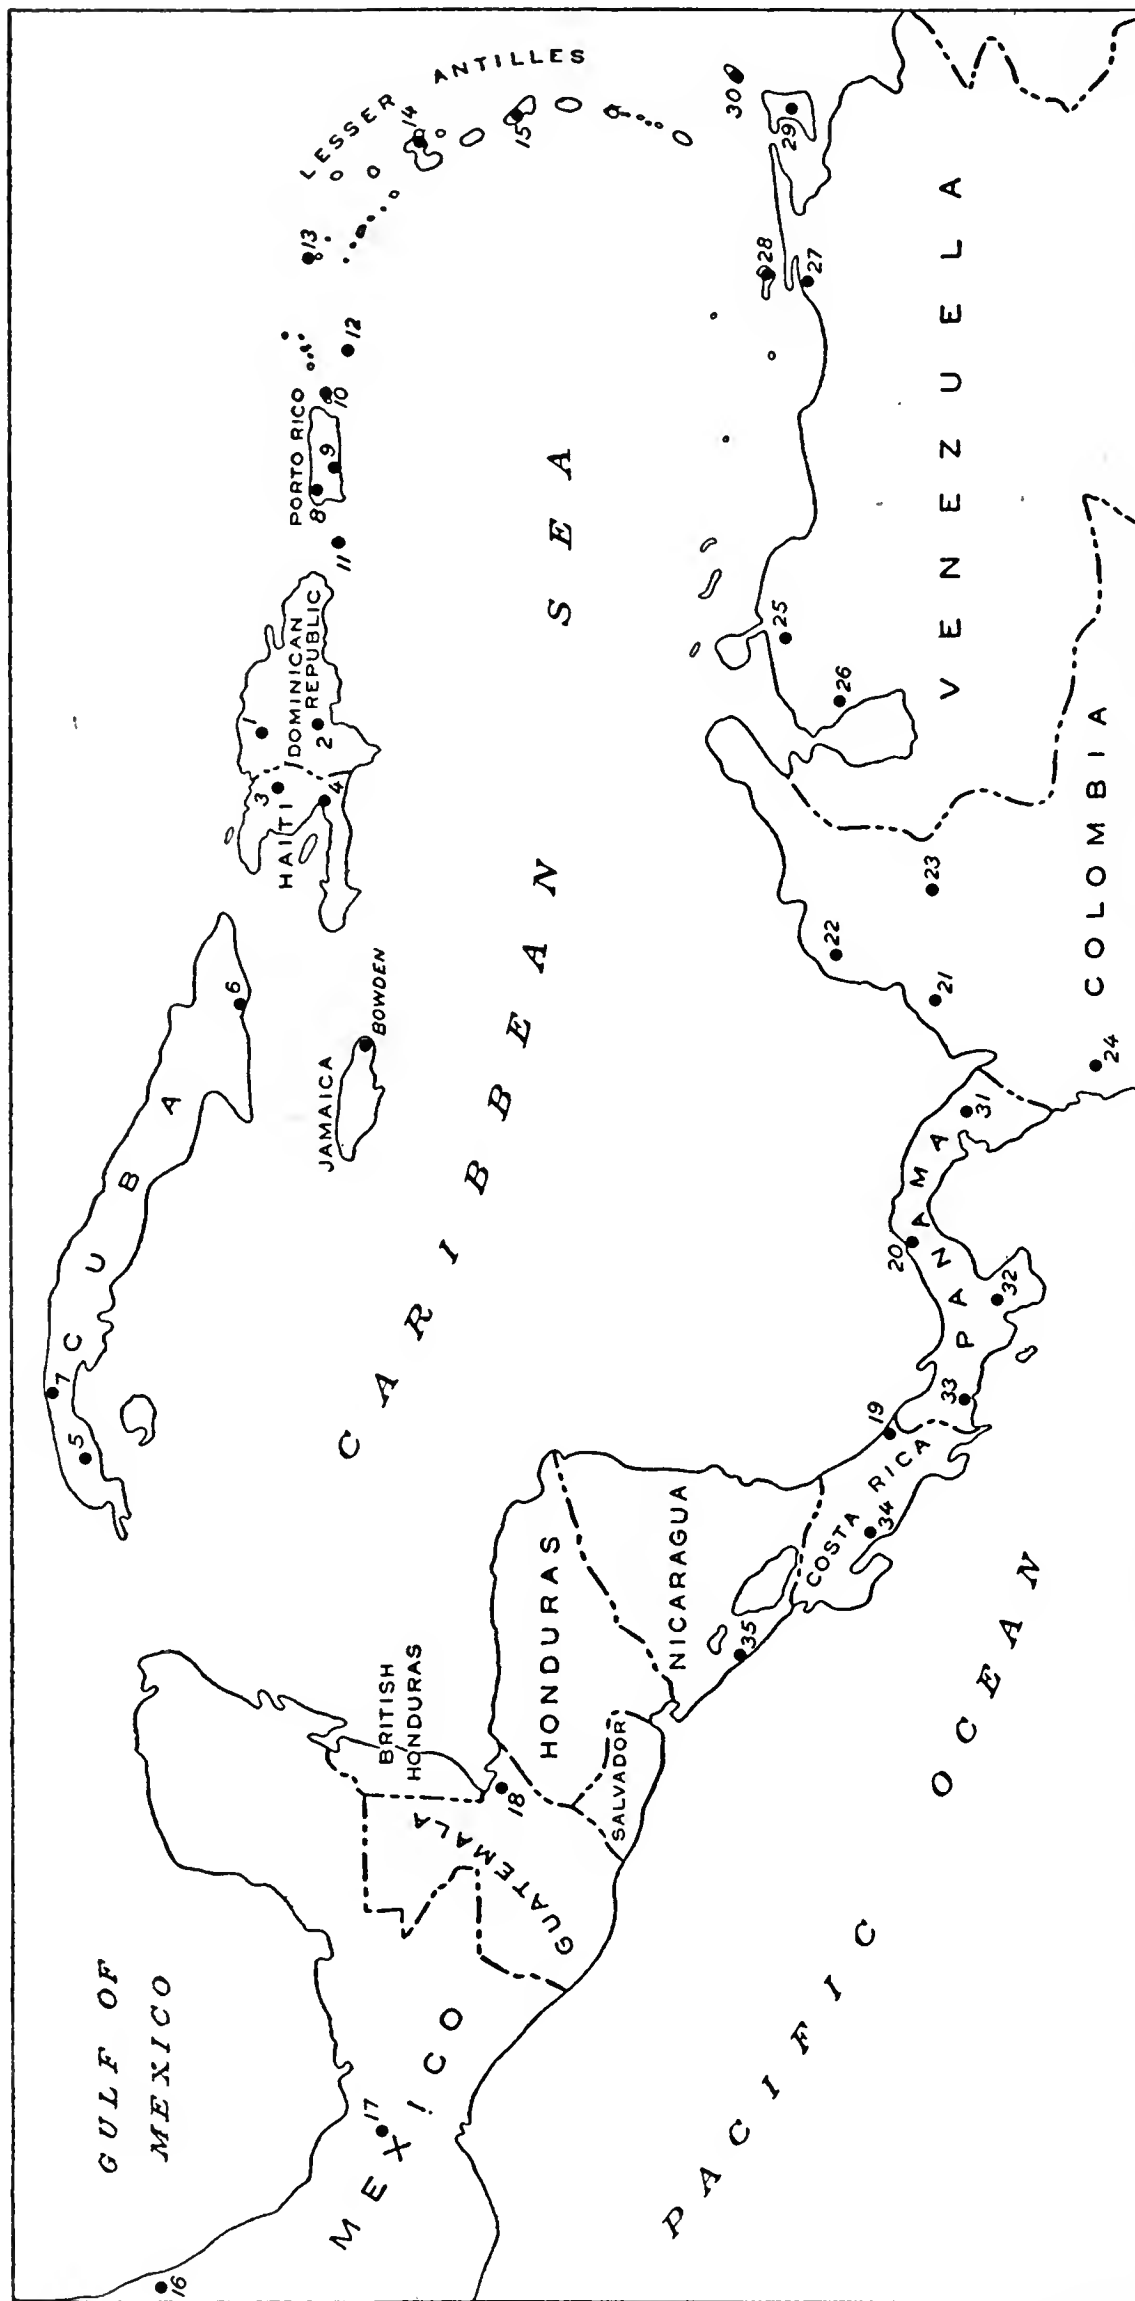 GULF OF
MEXICO
MEXICO
16
17
GUATEMALA
18
BRITISH
HONDURAS
HONDURAS
SALVADOR
NICARAGUA
35
COSTA RICA
34
19
33
PANAMA
32
20
31
PACIFIC OCEAN
CARIBBEAN SEA
CUBA
5
7
6
JAMAICA
BOWDEN
HAITI
3
4
DOMINICAN
REPUBLIC
1
2
11
PORTO RICO
8
9
10
12
13
LESSER ANTILLES
14
15
COLOMBIA
24
21
22
23
VENEZUELA
26
25
27
28
29
30